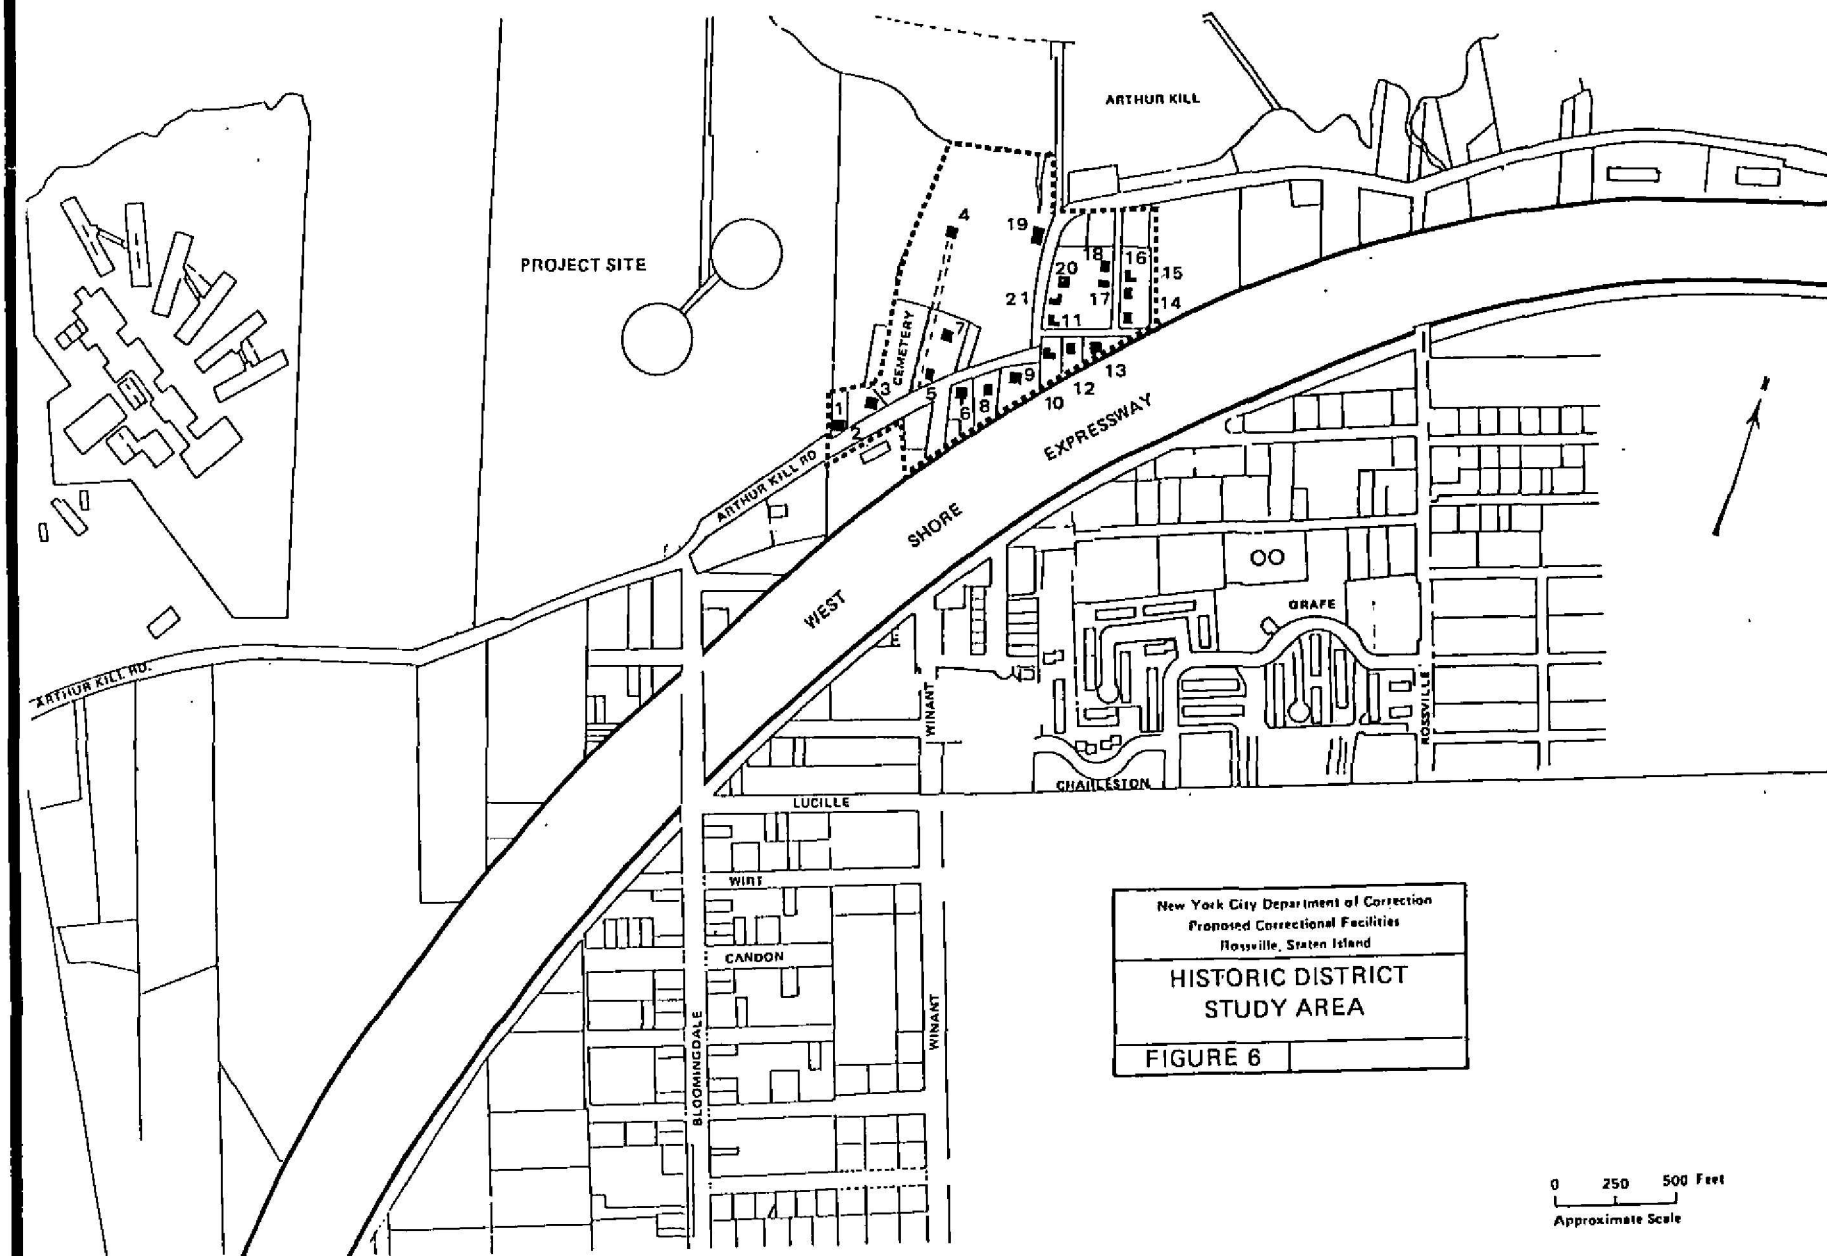 ARTHUR KILL
PROJECT SITE
4
19
18
16
20
15
17
21
14
11
CEMETERY
7
13
3
9
12
5
1
8
10
6
2
ARTHUR KILL RD
WEST SHORE EXPRESSWAY
ARTHUR KILL RD.
WINANT
ROSSVILLE
CHARLESTON
LUCILLE
WIRT
CANDON
BLOOMINGDALE
WINANT
New York City Department of Correction
Proposed Correctional Facilities
Rossville, Staten Island
HISTORIC DISTRICT
STUDY AREA
FIGURE 6
0 250 500 Feet
Approximate Scale